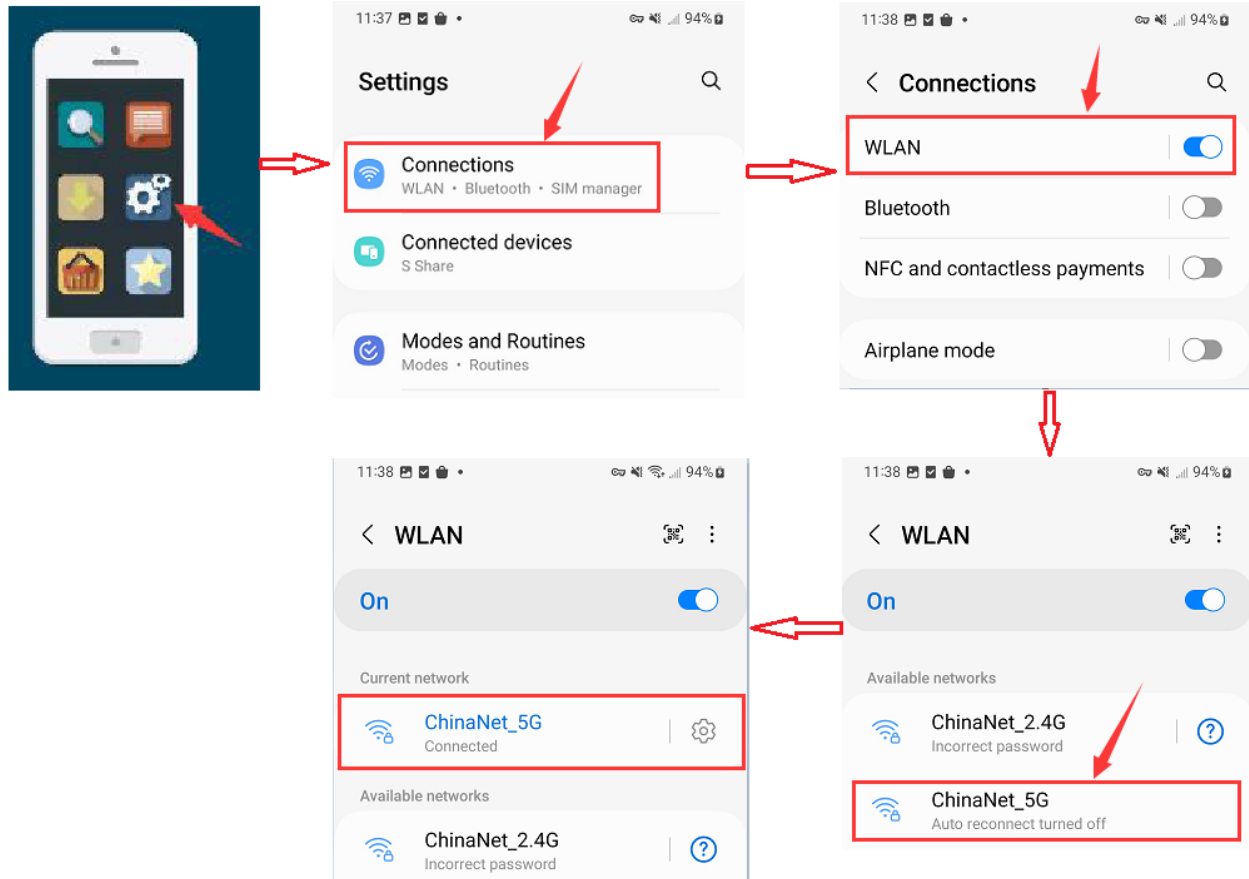 11:37
94%
Settings
Connections
WLAN • Bluetooth • SIM manager
Connected devices
S Share
Modes and Routines
Modes • Routines
11:38
94%
Connections
WLAN
Bluetooth
NFC and contactless payments
Airplane mode
11:38
94%
WLAN
On
Available networks
ChinaNet_2.4G
Incorrect password
ChinaNet_5G
Auto reconnect turned off
11:38
94%
WLAN
On
Current network
ChinaNet_5G
Connected
Available networks
ChinaNet_2.4G
Incorrect password